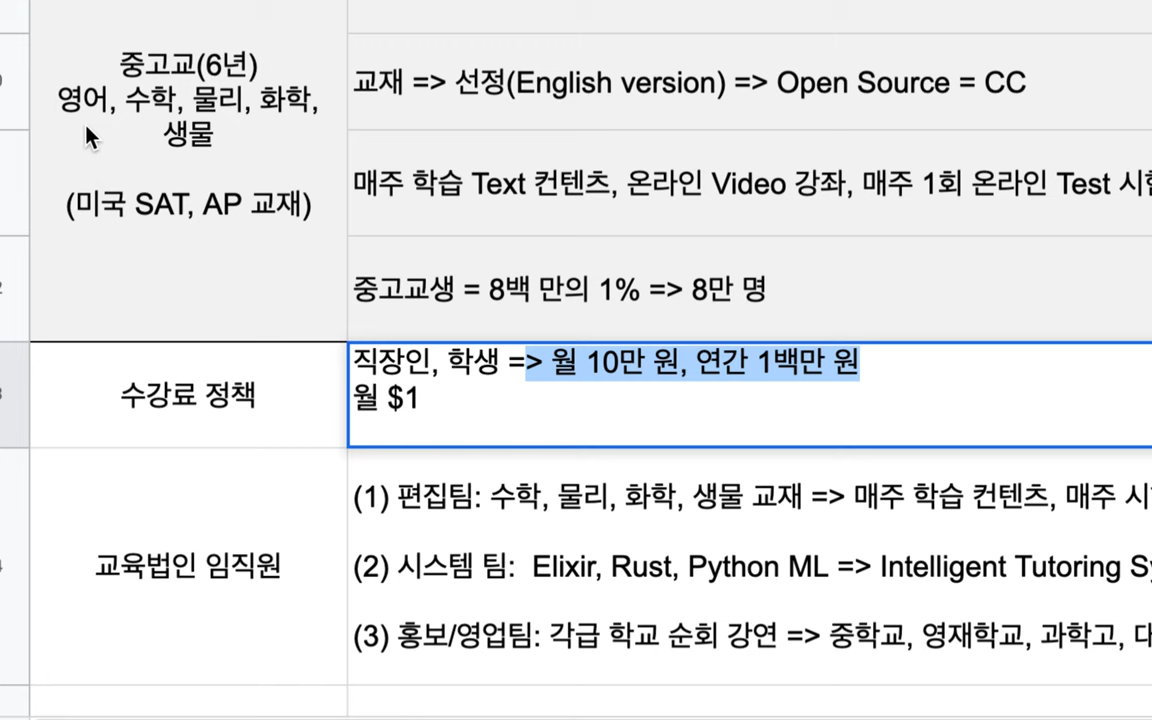 중고교(6년)
영어, 수학, 물리, 화학,
생물
(미국 SAT, AP 교재)
교재 => 선정(English version) => Open Source = CC
매주 학습 Text 컨텐츠, 온라인 Video 강좌, 매주 1회 온라인 Test
중고교생 = 8백 만의 1% => 8만 명
수강료 정책
직장인, 학생 => 월 10만 원, 연간 1백만 원
월 $1
교육법인 임직원
(1) 편집팀: 수학, 물리, 화학, 생물 교재 => 매주 학습 컨텐츠, 매주
(2) 시스템 팀: Elixir, Rust, Python ML => Intelligent Tutoring
(3) 홍보/영업팀: 각급 학교 순회 강연 => 중학교, 영재학교, 과학고,